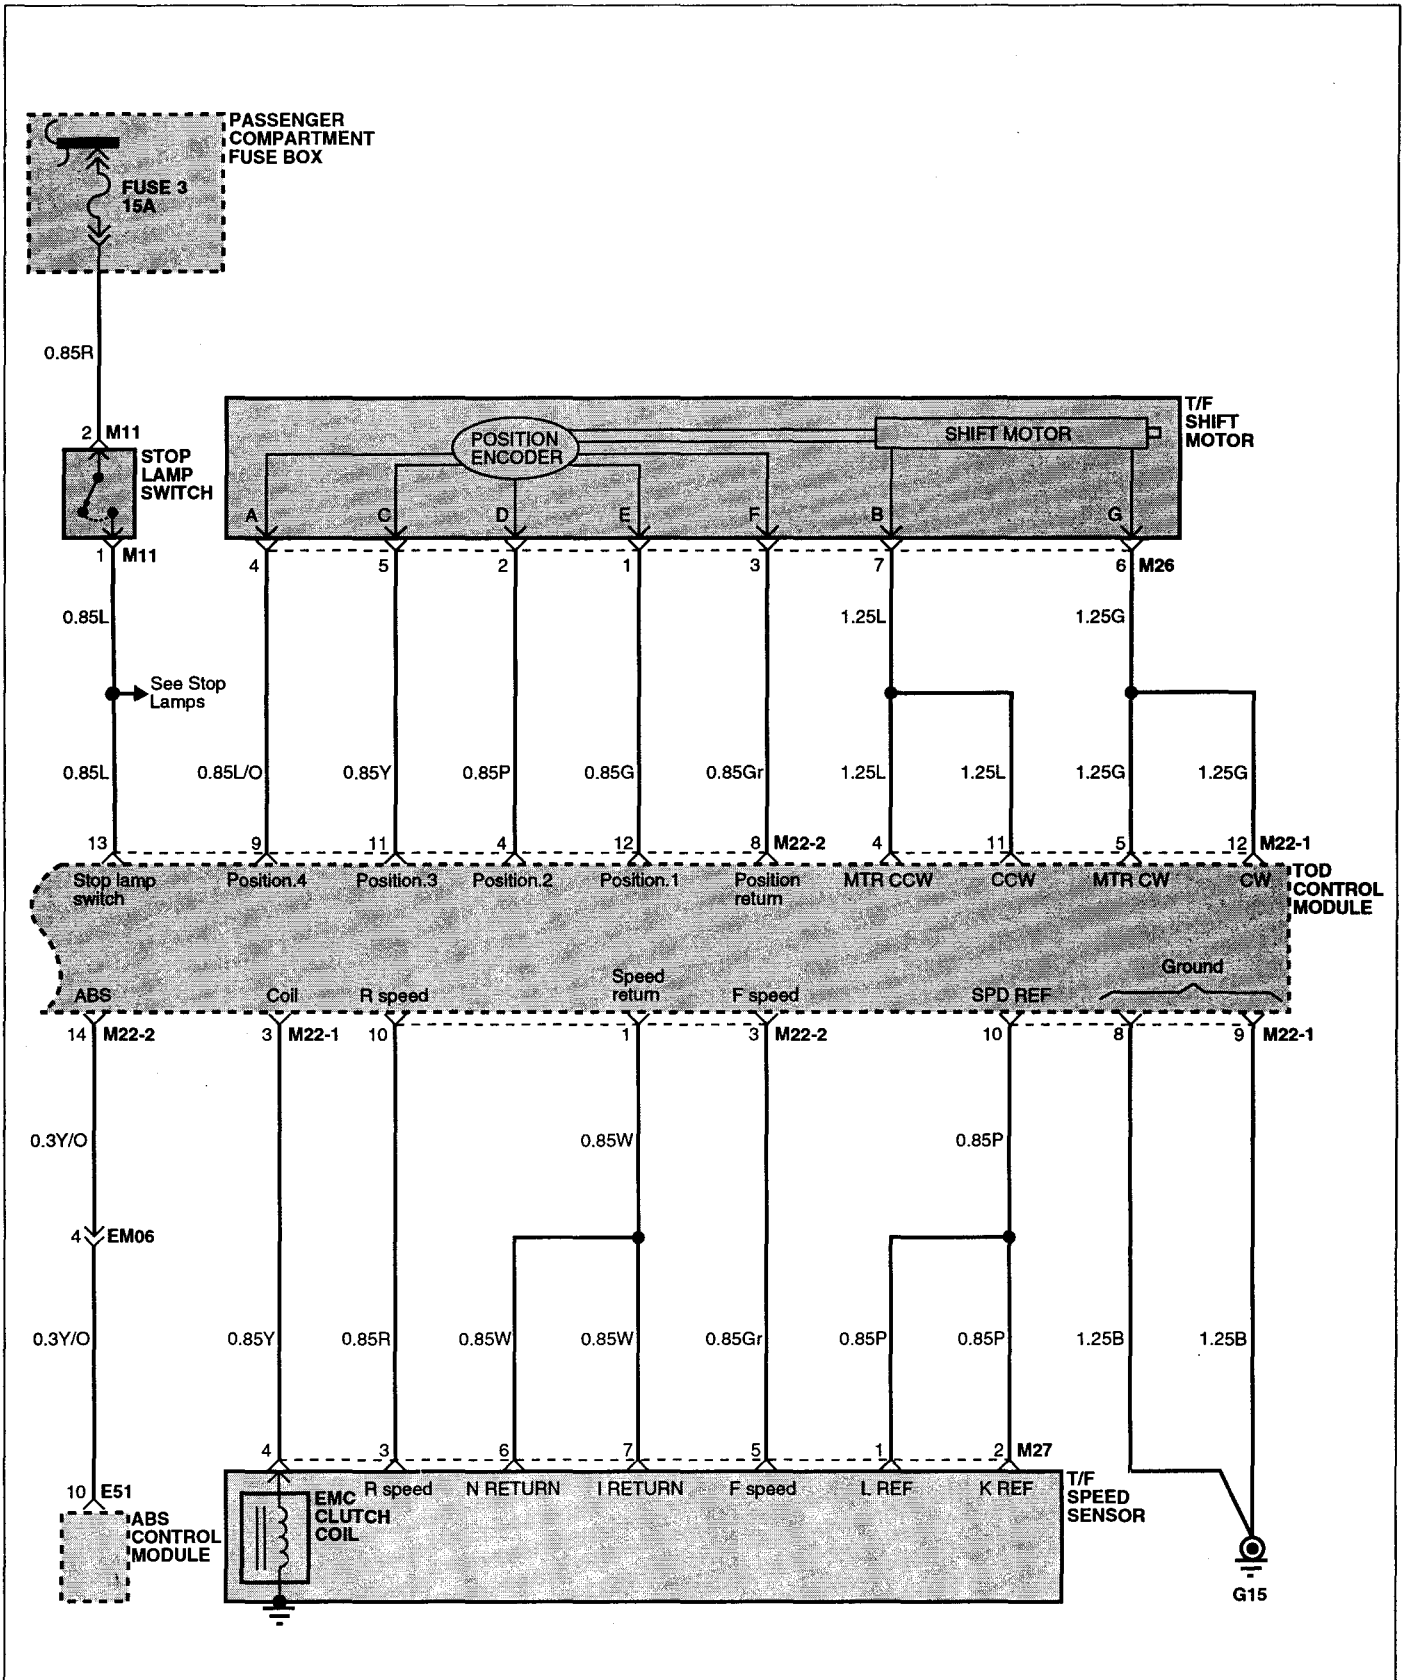 PASSENGER
COMPARTMENT
FUSE BOX
FUSE 3
15A
0.85R
2 M11
STOP
LAMP
SWITCH
1 M11
T/F
SHIFT
MOTOR
POSITION
ENCODER
SHIFT MOTOR
A C D E F B G
4 5 2 1 3 7 6 M26
0.85L 1.25L 1.25G
See Stop
Lamps
0.85L 0.85L/O 0.85Y 0.85P 0.85G 0.85Gr 1.25L 1.25L 1.25G 1.25G
13 9 11 4 12 8 M22-2 4 11 5 12 M22-1
TOD
CONTROL
MODULE
Stop lamp
switch
Position.4
Position.3
Position.2
Position.1
Position
return
MTR CCW
CCW
MTR CW
CW
ABS
Coil
R speed
Speed
return
F speed
SPD REF
Ground
14 M22-2 3 M22-1 10 1 3 M22-2 10 8 9 M22-1
0.3Y/O 0.85W 0.85P
4 EM06
0.3Y/O 0.85Y 0.85R 0.85W 0.85W 0.85Gr 0.85P 0.85P 1.25B 1.25B
4 3 6 7 5 1 2 M27
R speed N RETURN I RETURN F speed L REF K REF
T/F
SPEED
SENSOR
10 E51
ABS
CONTROL
MODULE
EMC
CLUTCH
COIL
G15